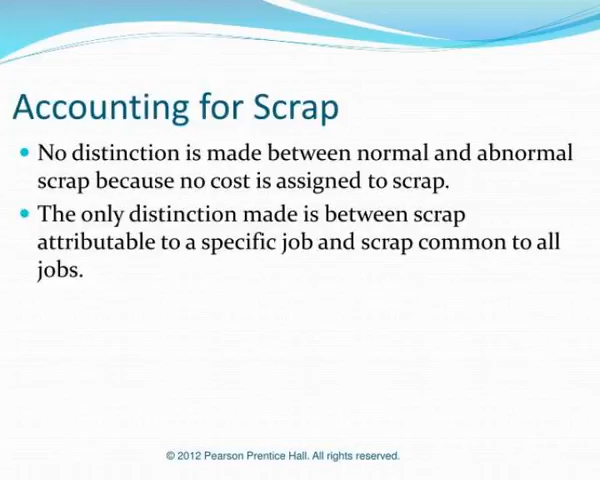 Accounting for Scrap
• No distinction is made between normal and abnormal
scrap because no cost is assigned to scrap.
• The only distinction made is between scrap
attributable to a specific job and scrap common to all
jobs.
© 2012 Pearson Prentice Hall. All rights reserved.